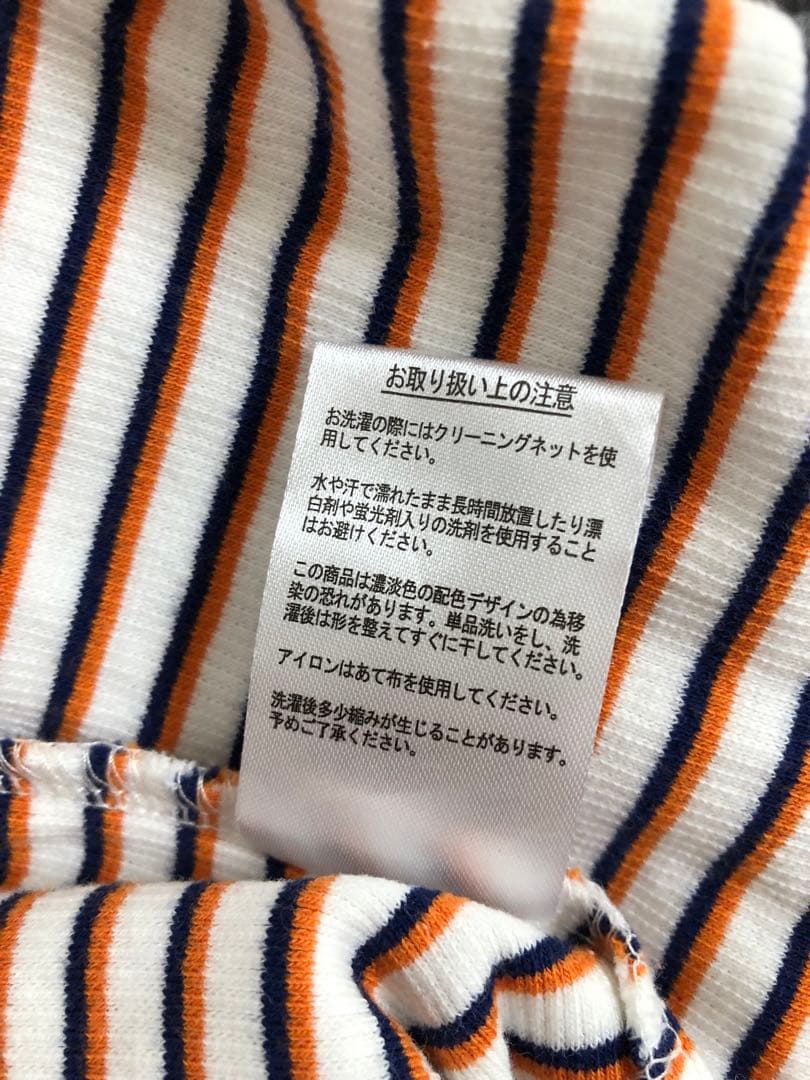 お取り扱い上の注意
お洗濯の際にはクリーニングネットを使
用してください。
水や汗で濡れたまま長時間放置したり漂
白剤や蛍光剤入りの洗剤を使用すること
はお避けください。
この商品は濃淡色の配色デザインの為移
染の恐れがあります。単品洗いをし、洗
濯後は形を整えてすぐに干してください。
アイロンはあて布を使用してください。
洗濯後多少縮みが生じることがあります。
予めご了承ください。